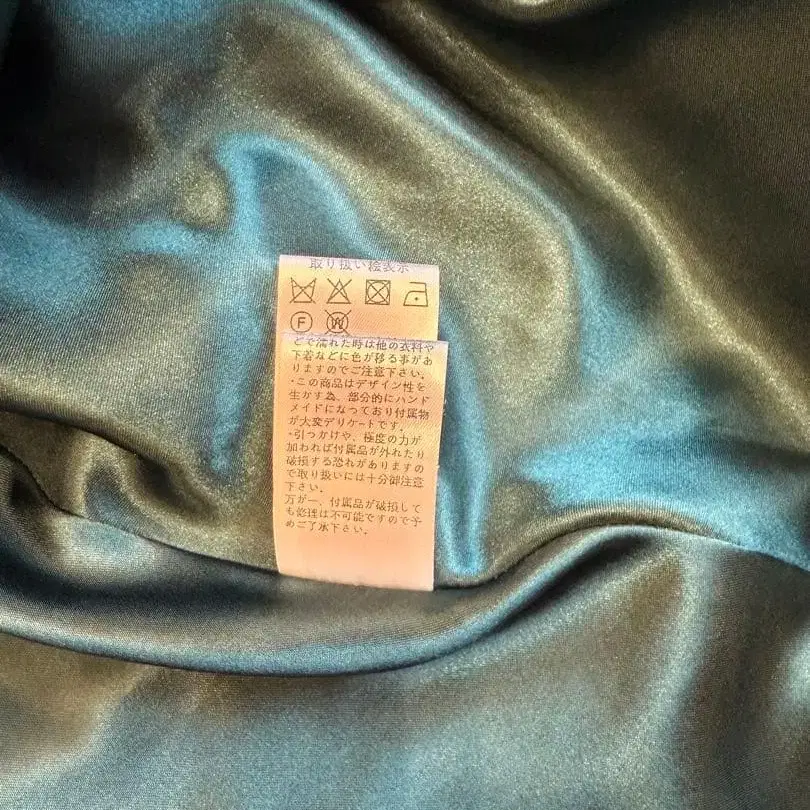 取り扱い絵表示
F W
どで濡れた時は他の衣料や
下着などに色が移る事があ
りますのでご注意下さい。
・この商品はデザイン性を
生かす為、部分的にハンド
メイドになっており付属物
が大変デリケートです。
・引っつけや、極度の力が
加われば付属品が外れたり
破損する恐れがありますの
で取り扱いには十分御注意
下さい。
万が一、付属品が破損して
も修理は不可能ですので予
めご了承下さい。